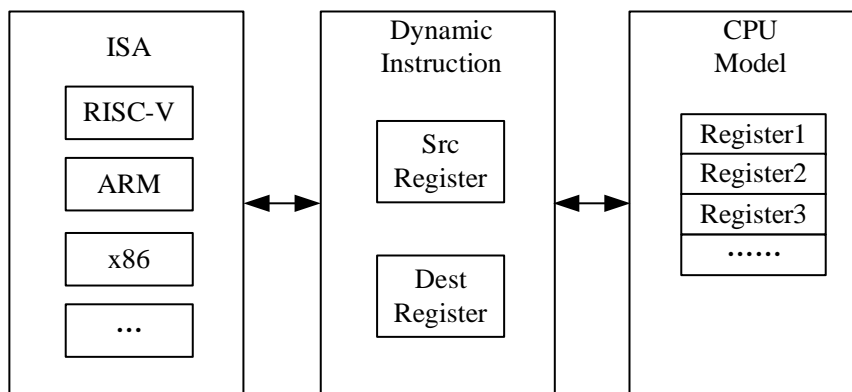 ISA
RISC-V
ARM
x86
...
Dynamic
Instruction
Src
Register
Dest
Register
CPU
Model
Register1
Register2
Register3
......